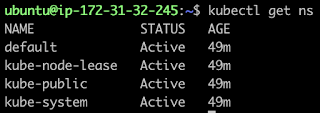 ubuntu@ip-172-31-32-245:~$ kubectl get ns
NAME STATUS AGE
default Active 49m
kube-node-lease Active 49m
kube-public Active 49m
kube-system Active 49m